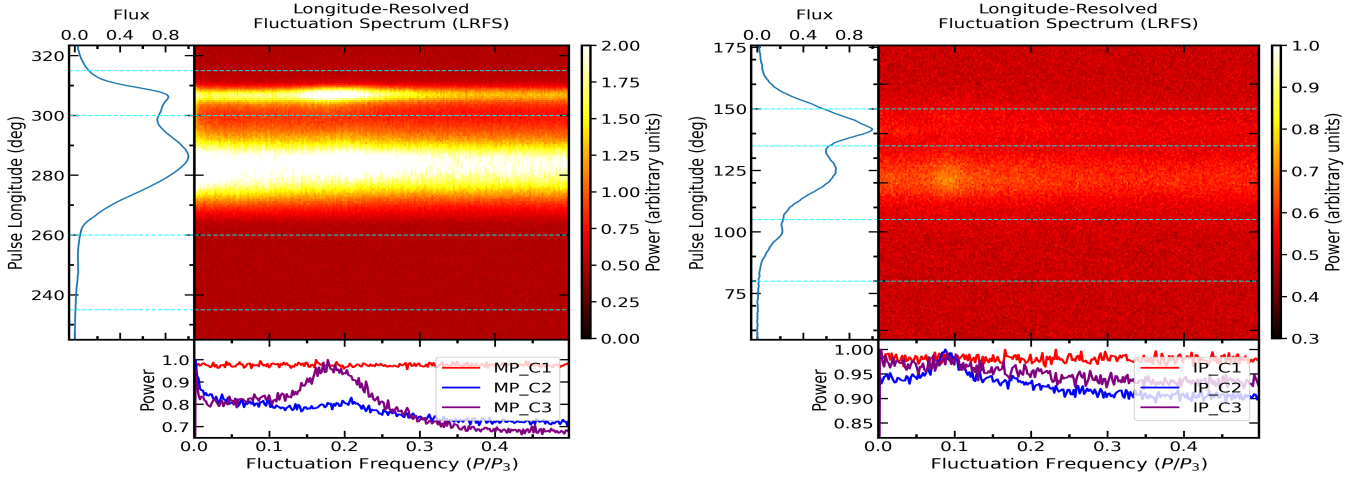 Flux
0.0 0.4 0.8
Longitude-Resolved
Fluctuation Spectrum (LRFS)
320
300
280
260
240
Pulse Longitude (deg)
2.00
1.75
1.50
1.25
1.00
0.75
0.50
0.25
0.00
Power (arbitrary units)
1.0
0.9
0.8
0.7
Power
MP_C1
MP_C2
MP_C3
0.0 0.1 0.2 0.3 0.4
Fluctuation Frequency (P/P₃)
Flux
0.0 0.4 0.8
Longitude-Resolved
Fluctuation Spectrum (LRFS)
175
150
125
100
75
Pulse Longitude (deg)
1.0
0.9
0.8
0.7
0.6
0.5
0.4
0.3
Power (arbitrary units)
1.00
0.95
0.90
0.85
Power
IP_C1
IP_C2
IP_C3
0.0 0.1 0.2 0.3 0.4
Fluctuation Frequency (P/P₃)